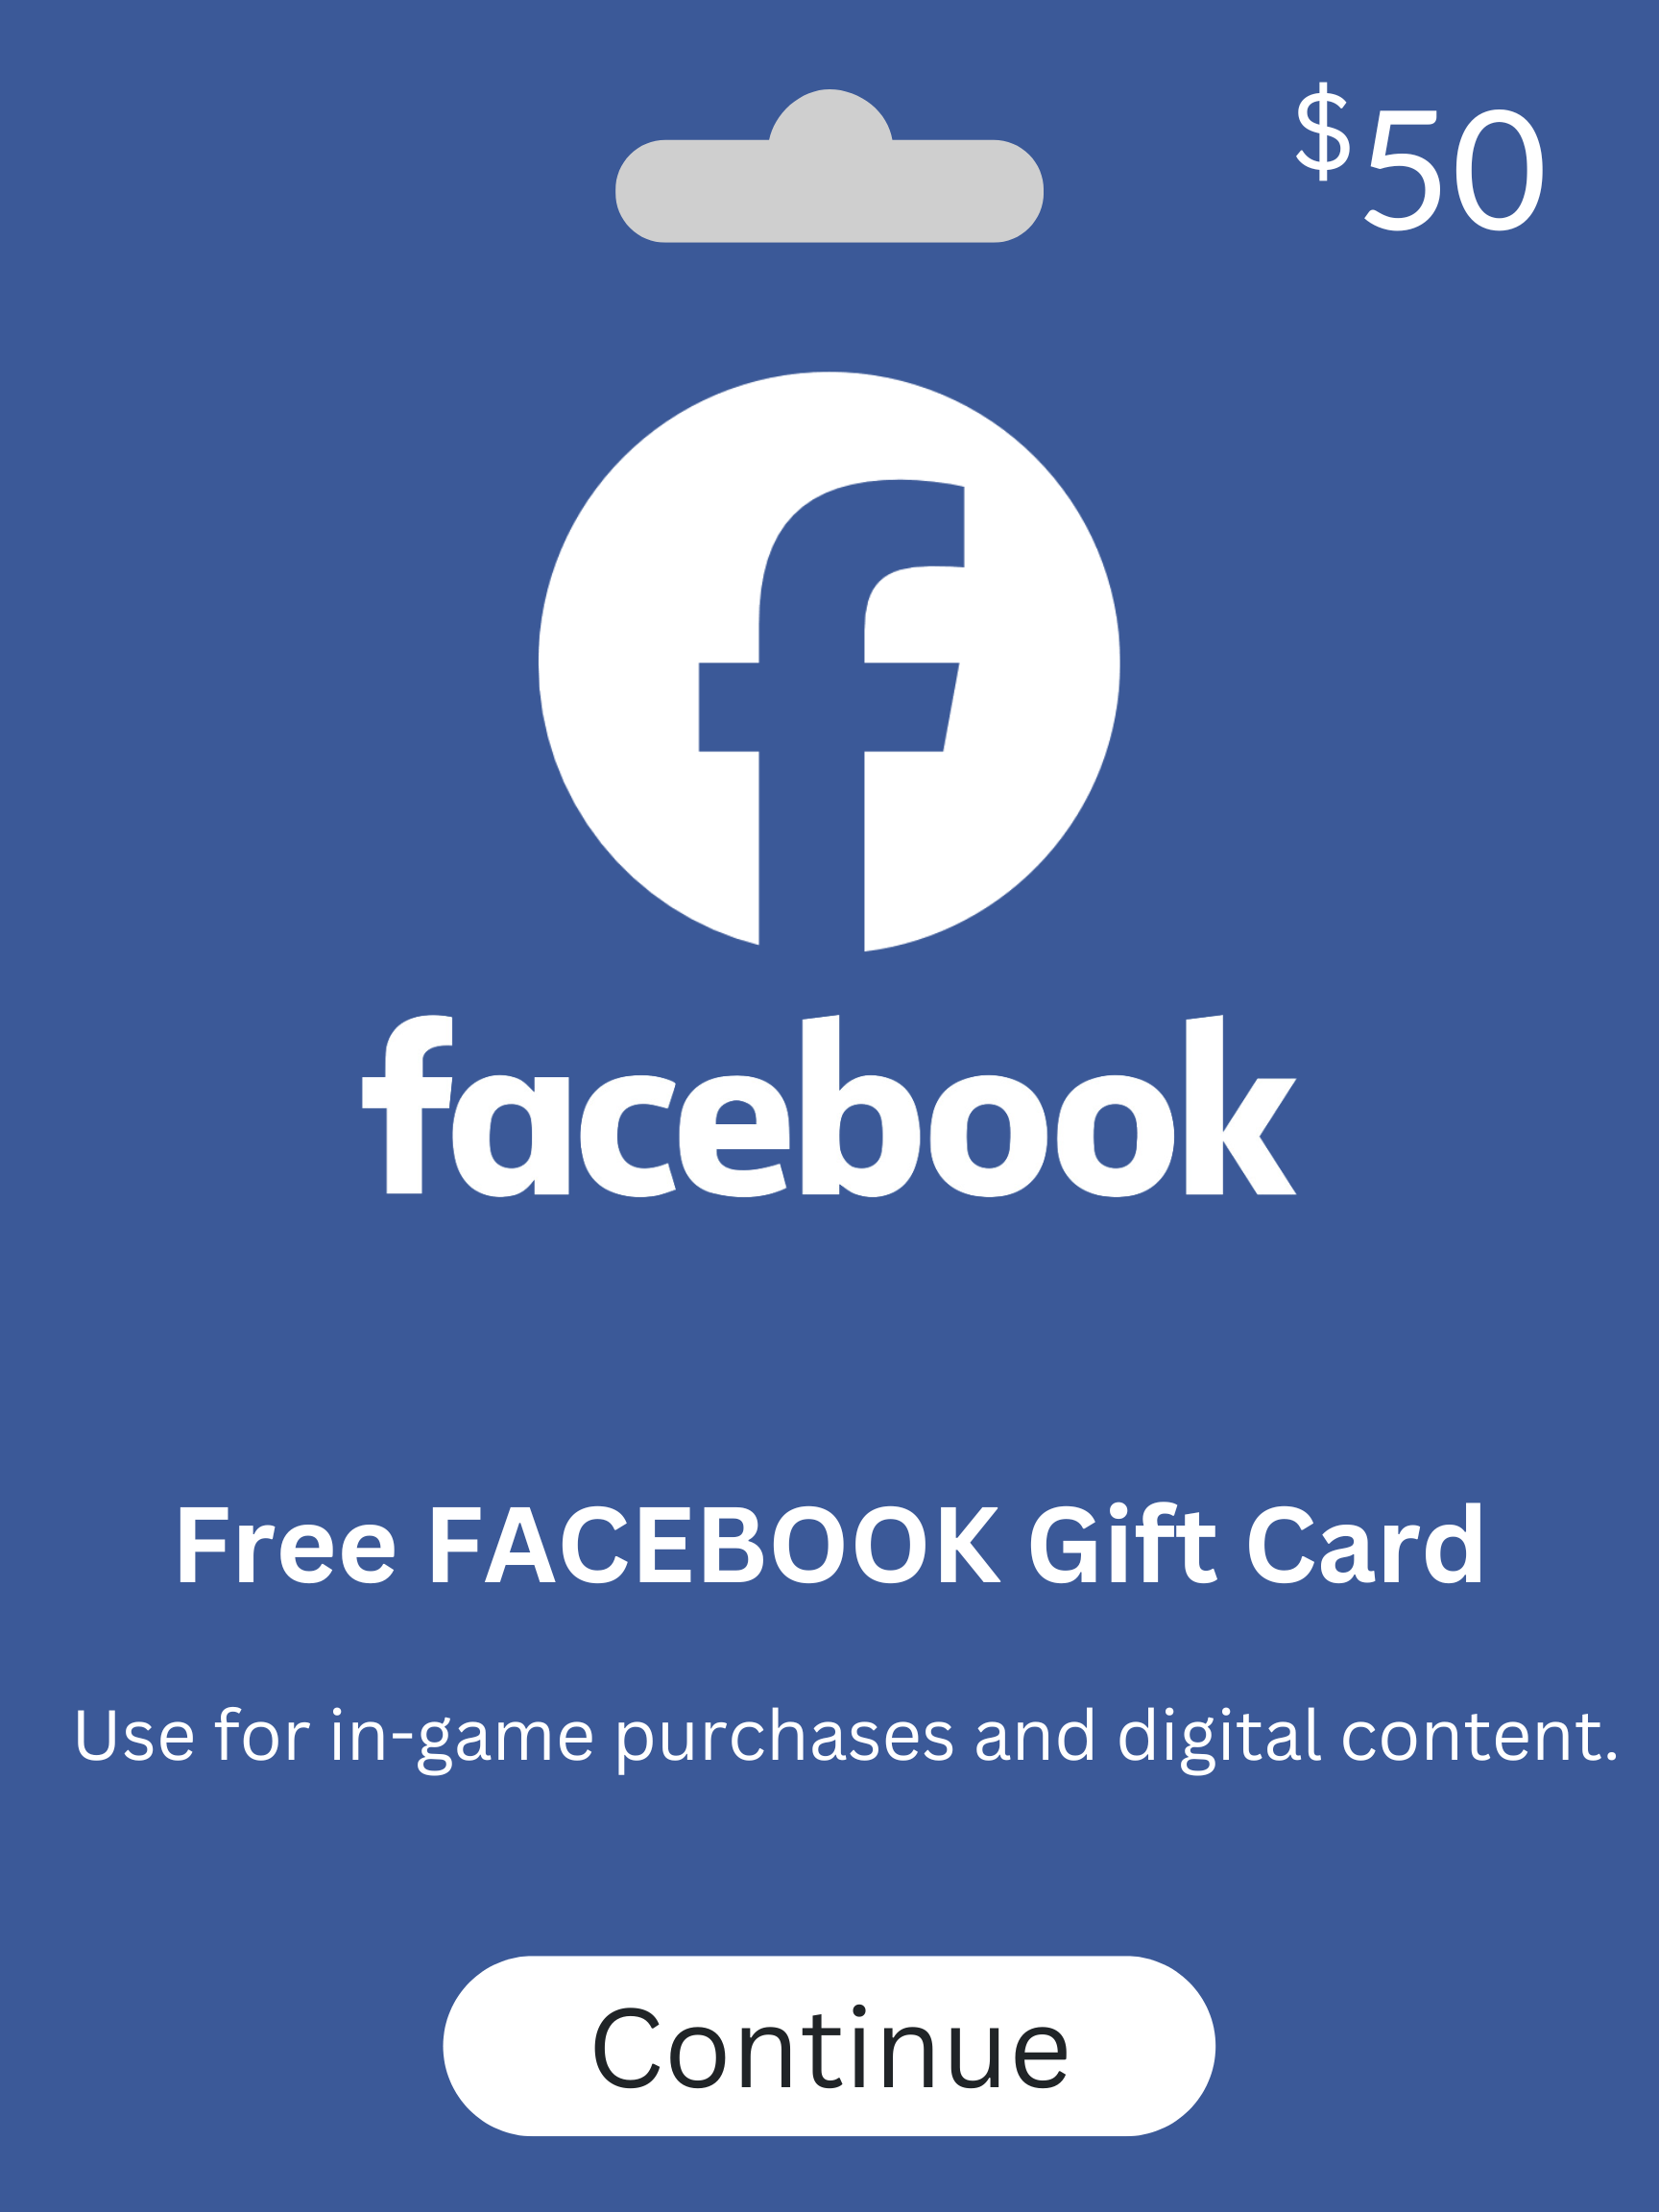 $50
facebook
Free FACEBOOK Gift Card
Use for in-game purchases and digital content.
Continue